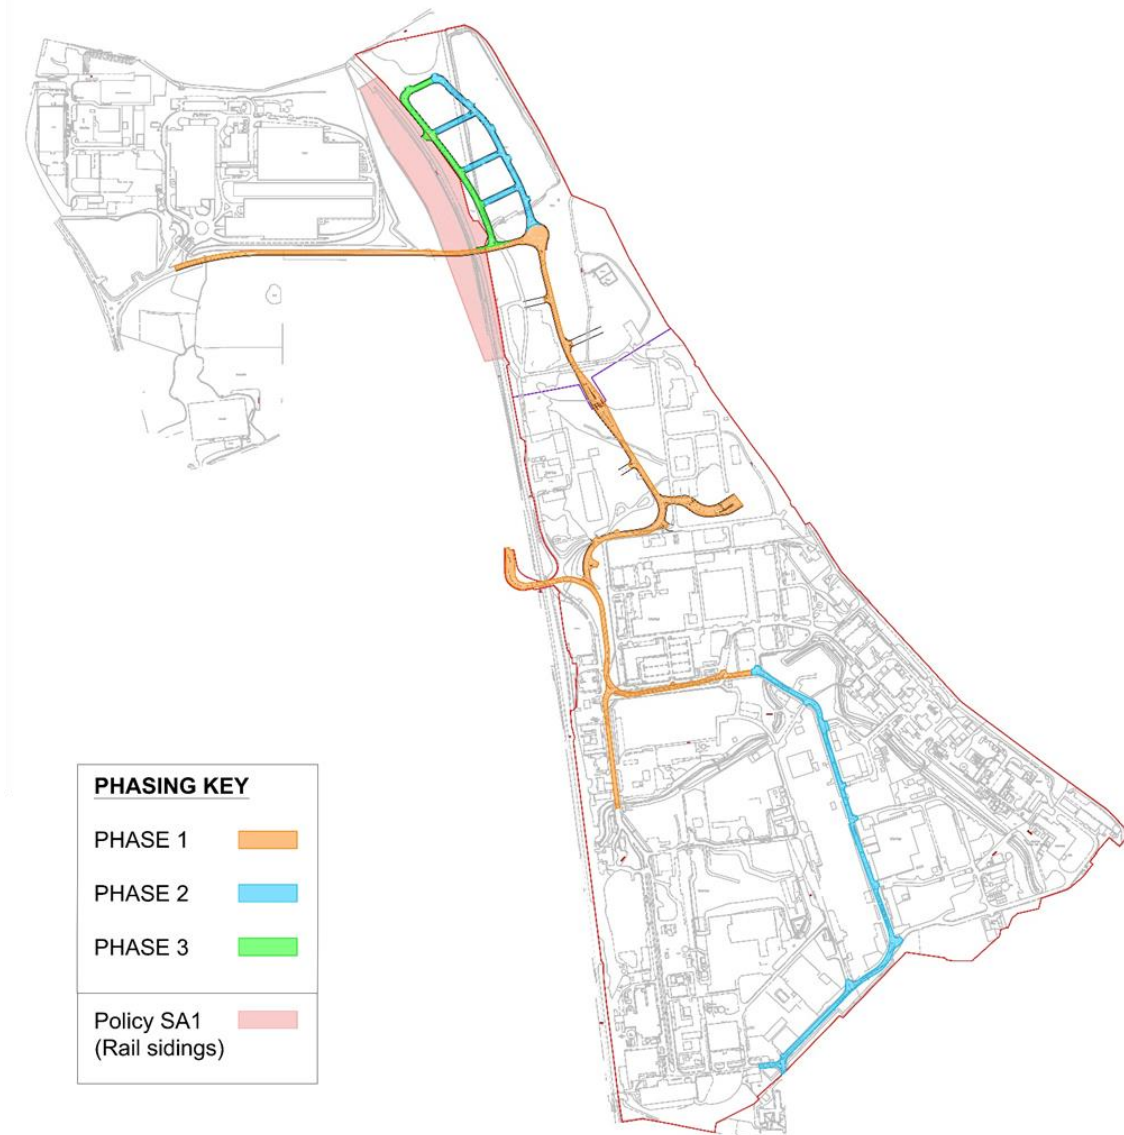 PHASING KEY
PHASE 1
PHASE 2
PHASE 3
Policy SA1
(Rail sidings)